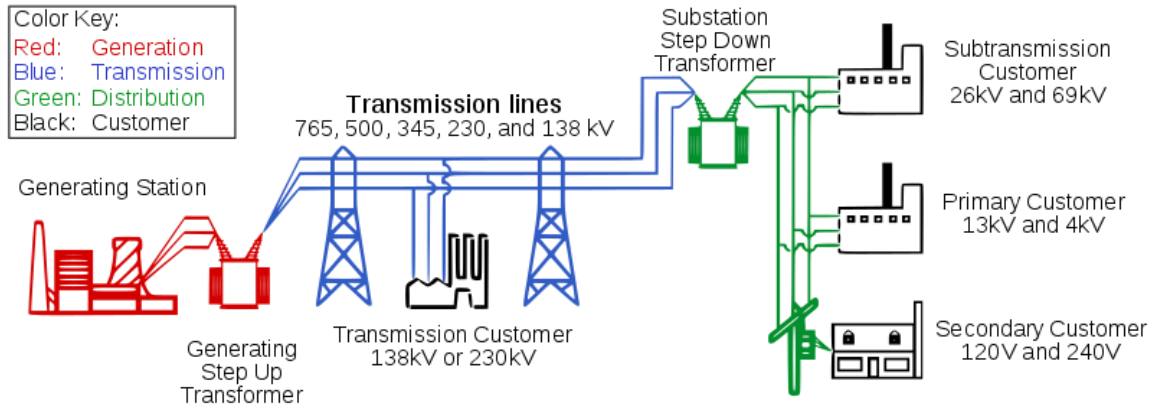 Color Key:
Red: Generation
Blue: Transmission
Green: Distribution
Black: Customer
Generating Station
Generating
Step Up
Transformer
Transmission lines
765, 500, 345, 230, and 138 kV
Transmission Customer
138kV or 230kV
Substation
Step Down
Transformer
Subtransmission
Customer
26kV and 69kV
Primary Customer
13kV and 4kV
Secondary Customer
120V and 240V